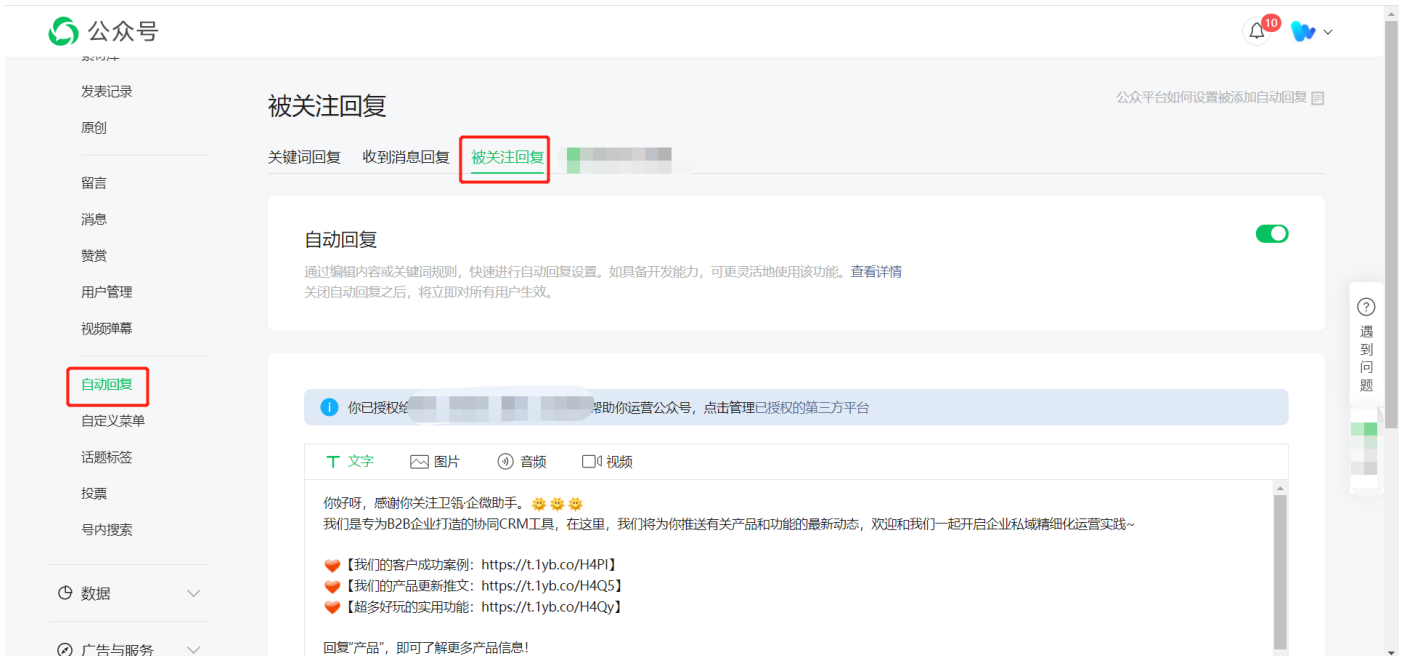 公众号
10
素材库
发表记录
原创
留言
消息
赞赏
用户管理
视频弹幕
自动回复
自定义菜单
话题标签
投票
号内搜索
数据
广告与服务
被关注回复
公众平台如何设置被添加自动回复
关键词回复 收到消息回复 被关注回复
自动回复
通过编辑内容或关键词规则，快速进行自动回复设置。如具备开发能力，可更灵活地使用该功能。查看详情
关闭自动回复之后，将立即对所有用户生效。
你已授权给
帮助你运营公众号，点击管理已授权的第三方平台
文字 图片 音频 视频
你好呀，感谢你关注卫瓴·企微助手。
我们是专为B2B企业打造的协同CRM工具，在这里，我们将为你推送有关产品和功能的最新动态，欢迎和我们一起开启企业私域精细化运营实践~
【我们的客户成功案例：https://t.1yb.co/H4PI】
【我们的产品更新推文：https://t.1yb.co/H4Q5】
【超多好玩的实用功能：https://t.1yb.co/H4Qy】
回复“产品”，即可了解更多产品信息！
遇到问题